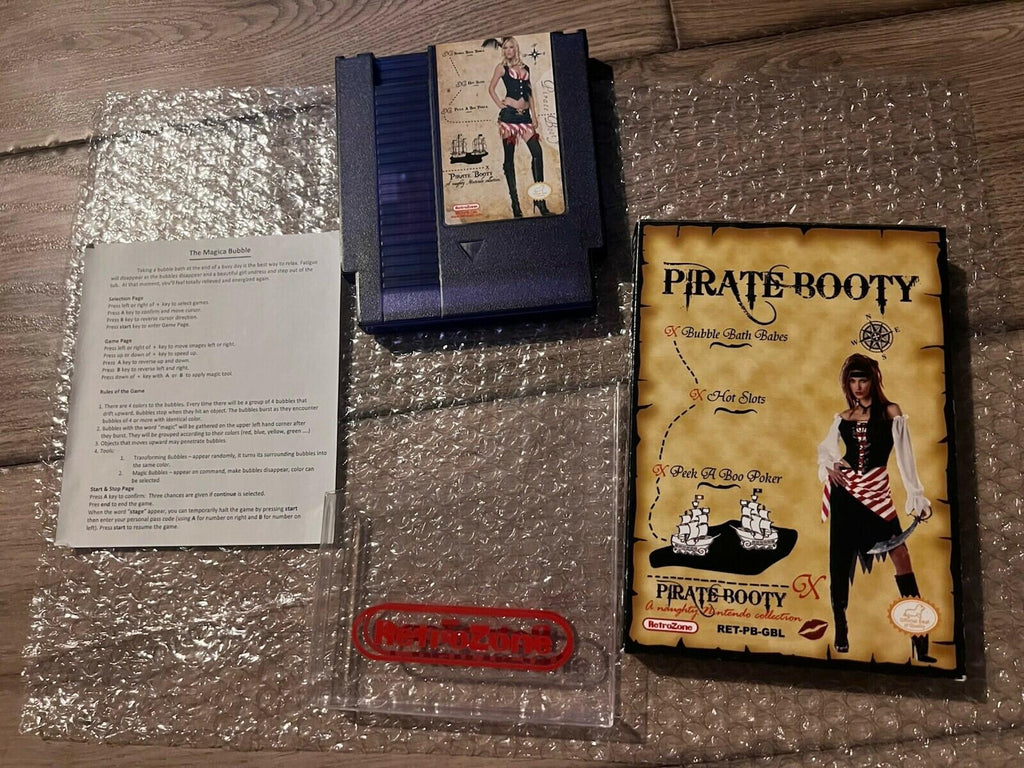 The Magica Bubble
Taking a bubble bath at the end of a busy day is the best way to relax. Fatigue
will disappear as the bubbles disappear and a beautiful girl undress and step out of the
tub. At that moment, you'll feel totally relieved and energized again.
Selection Page
Press left or right of + key to select games.
Press A key to confirm and move cursor.
Press B key to reverse cursor direction.
Press start key to enter Game Page.
Game Page
Press left or right of + key to move images left or right.
Press up or down of + key to speed up.
Press A key to reverse up and down.
Press B key to reverse left and right.
Press down of + key with A or B to apply magic tool.
Rules of the Game
1. There are 4 colors to the bubbles. Every time there will be a group of 4 bubbles that
drift upward. Bubbles stop when they hit an object. The bubbles burst as they encounter
bubbles of 4 or more with identical color.
2. Bubbles with the word "magic" will be gathered on the upper left hand corner after
they burst. They will be grouped according to their colors (red, blue, yellow, green ....)
3. Objects that moves upward may penetrate bubbles.
4. Tools:
1. Transforming Bubbles – appear randomly, it turns its surrounding bubbles into
the same color.
2. Magic Bubbles – appear on command, make bubbles disappear, color can
be selected
Start & Stop Page
Press A key to confirm: Three chances are given if continue is selected.
Press end to end the game.
When the word "stage" appear, you can temporarily halt the game by pressing start
then enter your personal pass code (using A for number on right and B for number on
left). Press start to resume the game.
X Bubble Bath Babes
X Hot Slots
X Peek A Boo Poker
X
PIRATE BOOTY
A naughty Nintendo collection
RetroZone
RetroZone
PIRATE BOOTY
N
W E
S
X Bubble Bath Babes
X Hot Slots
X Peek A Boo Poker
X
PIRATE BOOTY
A naughty Nintendo collection
RetroZone
RET-PB-GBL